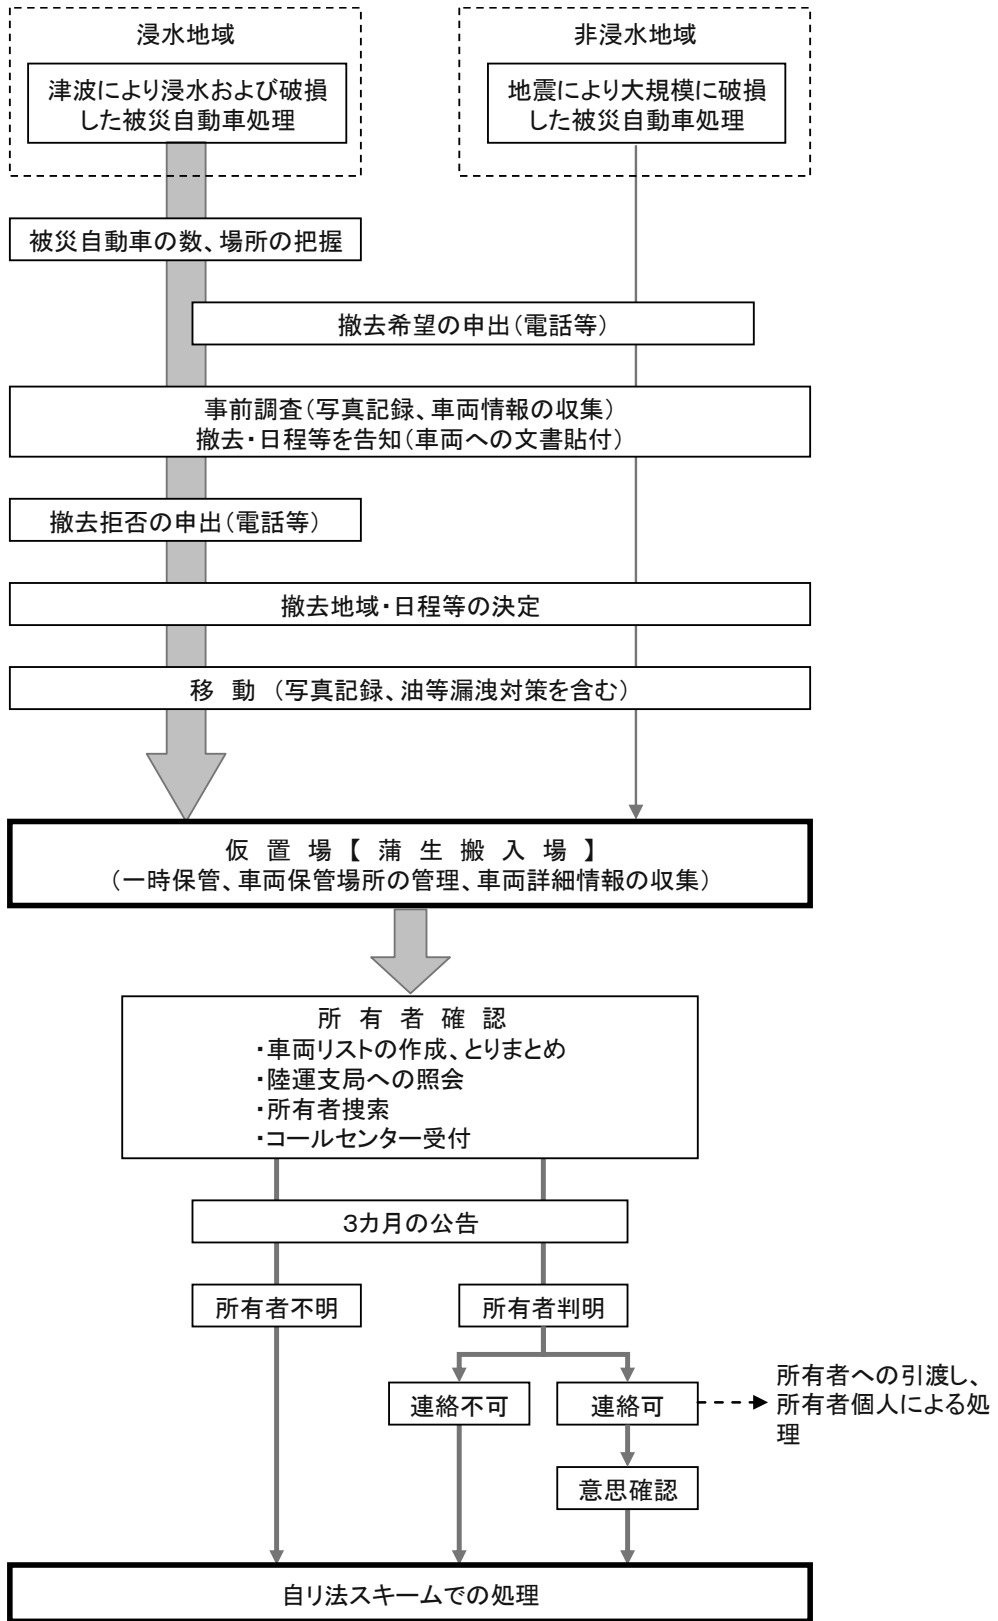 浸水地域
非浸水地域
津波により浸水および破損
した被災自動車処理
地震により大規模に破損
した被災自動車処理
被災自動車の数、場所の把握
撤去希望の申出(電話等)
事前調査(写真記録、車両情報の収集)
撤去・日程等を告知(車両への文書貼付)
撤去拒否の申出(電話等)
撤去地域・日程等の決定
移 動 (写真記録、油等漏洩対策を含む)
仮 置 場 【 蒲 生 搬 入 場 】
(一時保管、車両保管場所の管理、車両詳細情報の収集)
所 有 者 確 認
・車両リストの作成、とりまとめ
・陸運支局への照会
・所有者捜索
・コールセンター受付
3カ月の公告
所有者不明
所有者判明
連絡不可
連絡可
所有者への引渡し、
所有者個人による処
理
意思確認
自リ法スキームでの処理